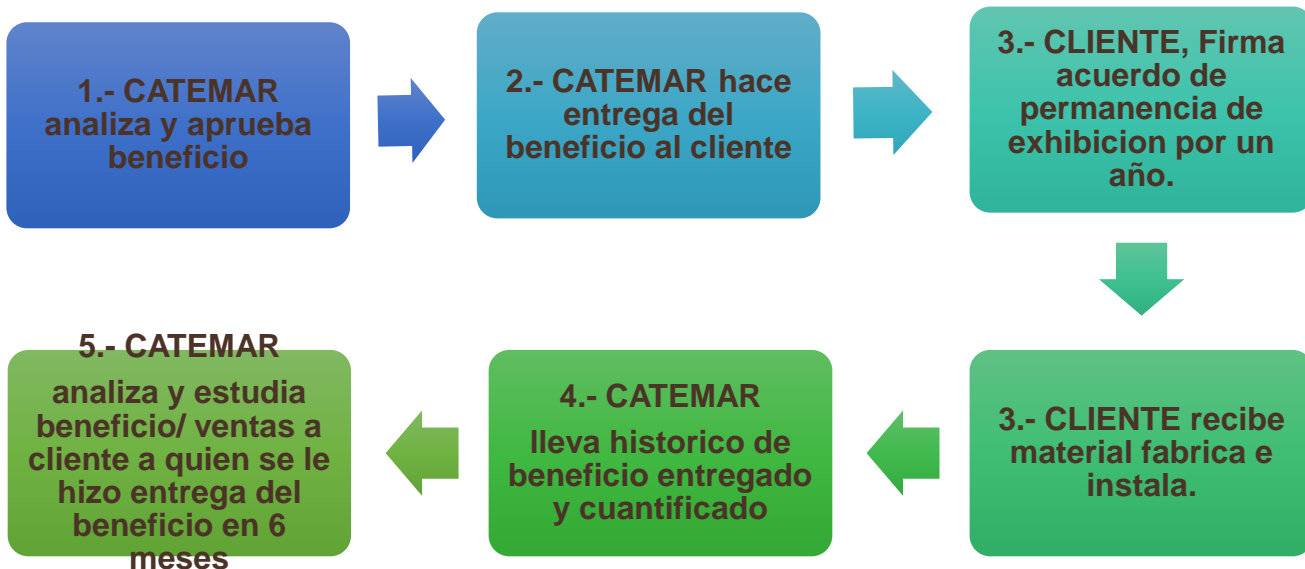 1.- CATEMAR
analiza y aprueba
beneficio
2.- CATEMAR hace
entrega del
beneficio al cliente
3.- CLIENTE, Firma
acuerdo de
permanencia de
exhibicion por un
año.
3.- CLIENTE recibe
material fabrica e
instala.
4.- CATEMAR
lleva historico de
beneficio entregado
y cuantificado
5.- CATEMAR
analiza y estudia
beneficio/ ventas a
cliente a quien se le
hizo entrega del
beneficio en 6
meses